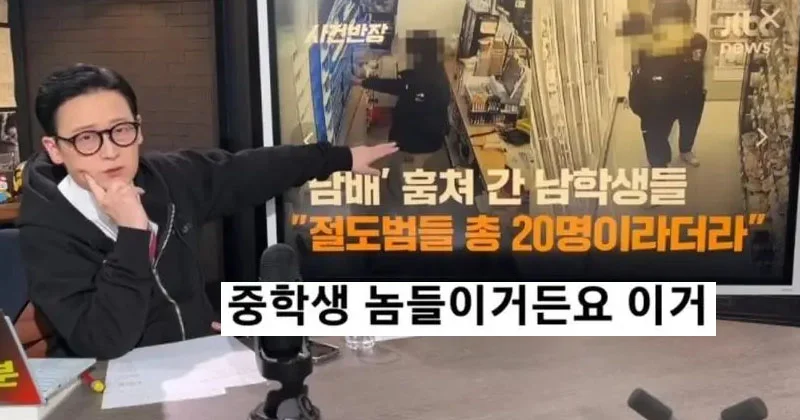 사건반장
JTBC
news
'담배' 훔쳐 간 남학생들
"절도범들 총 20명이라더라"
중학생 놈들이거든요 이거
분